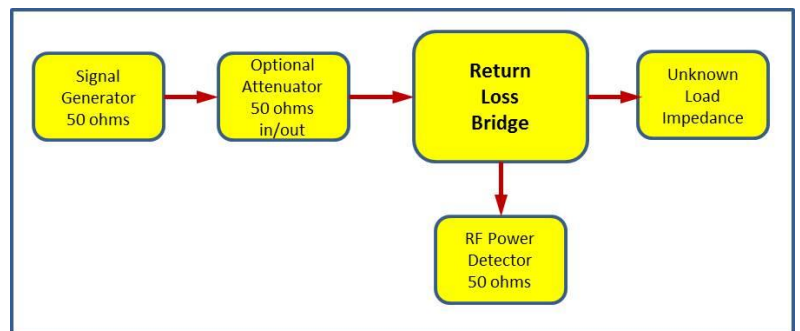 Signal
Generator
50 ohms
Optional
Attenuator
50 ohms
in/out
Return
Loss
Bridge
Unknown
Load
Impedance
RF Power
Detector
50 ohms